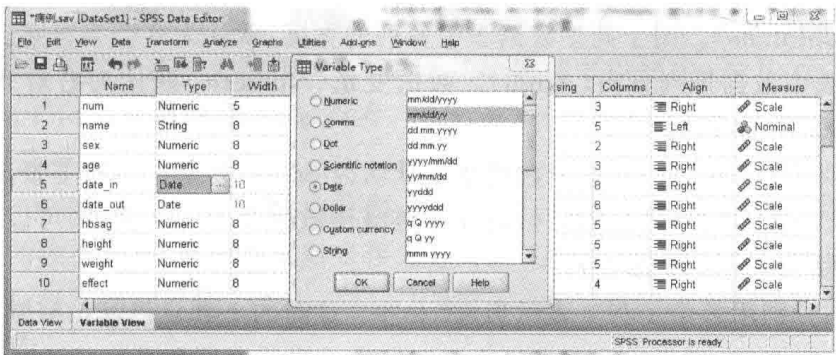 *病例.sav [DataSet1] - SPSS Data Editor
File Edit View Data Transform Analyze Graphs Utilities Add-ons Window Help
Name Type Width sing Columns Align Measure
1 num Numeric 5 3 Right Scale
2 name String 8 5 Left Nominal
3 sex Numeric 8 2 Right Scale
4 age Numeric 8 3 Right Scale
5 date_in Date ... 10 8 Right Scale
6 date_out Date 10 8 Right Scale
7 hbsag Numeric 8 5 Right Scale
8 height Numeric 8 5 Right Scale
9 weight Numeric 8 5 Right Scale
10 effect Numeric 8 4 Right Scale
Variable Type
Numeric
Comma
Dot
Scientific notation
Date
Dollar
Custom currency
String
mm/dd/yyyy
mm/dd/yy
dd.mm.yyyy
dd.mm.yy
yyyy/mm/dd
yy/mm/dd
yyddd
yyyyddd
q Q yyyy
q Q yy
mmm yyyy
OK Cancel Help
Data View Variable View
SPSS Processor is ready